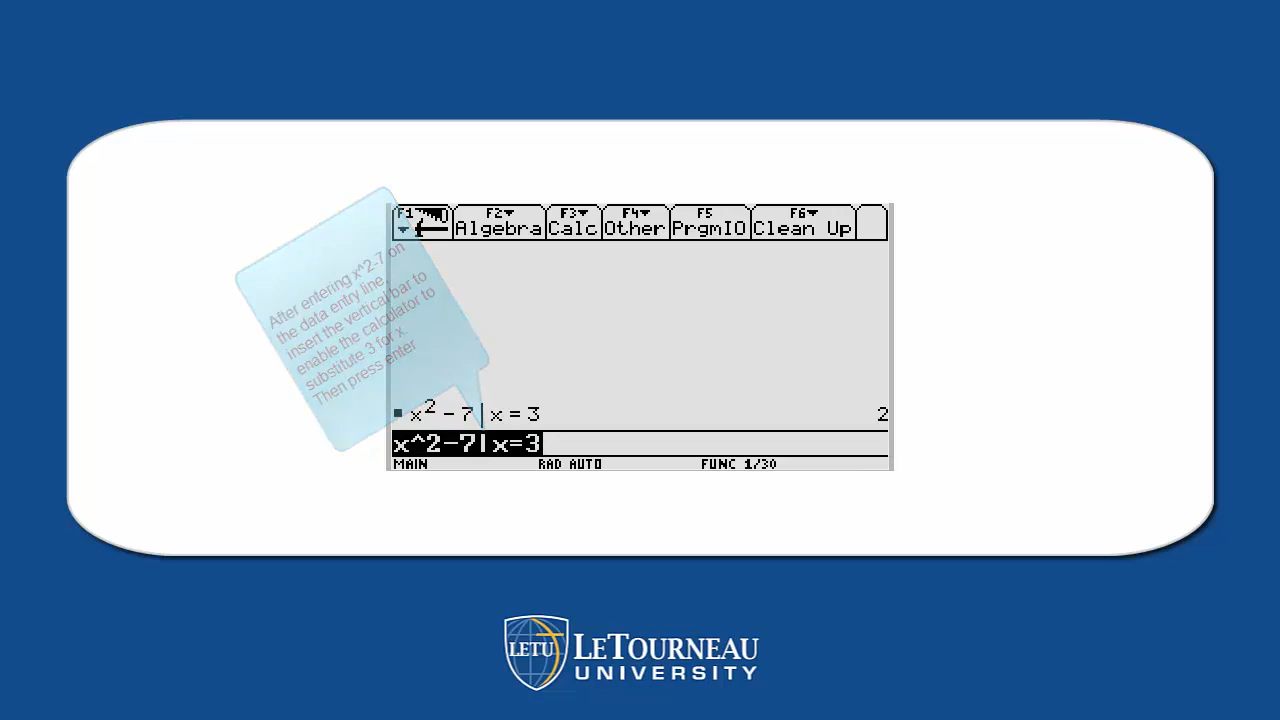 F1 F2 F3 F4 F5 F6
Algebra Calc Other PrgmIO Clean Up
After entering x^2-7 on
the data entry line,
insert the vertical bar to
enable the calculator to
substitute 3 for x.
Then press enter
x² - 7 | x = 3 2
x^2-7|x=3
MAIN RAD AUTO FUNC 1/30
LETU
LETOURNEAU
UNIVERSITY